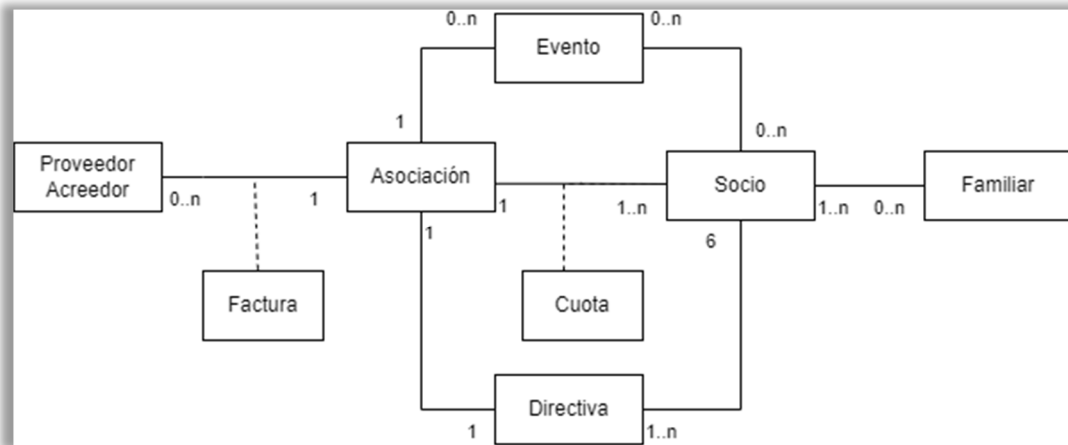 0..n
0..n
Evento
1
0..n
Proveedor
Acreedor
Asociación
Socio
Familiar
0..n
1
1
1..n
1..n
0..n
1
6
Factura
Cuota
Directiva
1
1..n